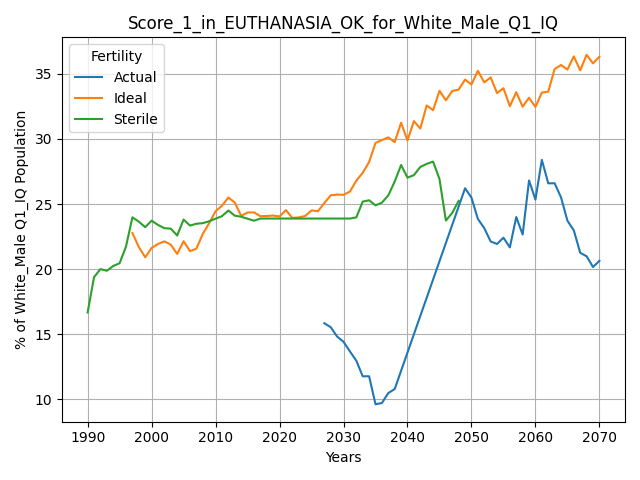 Score_1_in_EUTHANASIA_OK_for_White_Male_Q1_IQ
Fertility
Actual
Ideal
Sterile
% of White_Male Q1_IQ Population
35
30
25
20
15
10
1990
2000
2010
2020
2030
2040
2050
2060
2070
Years